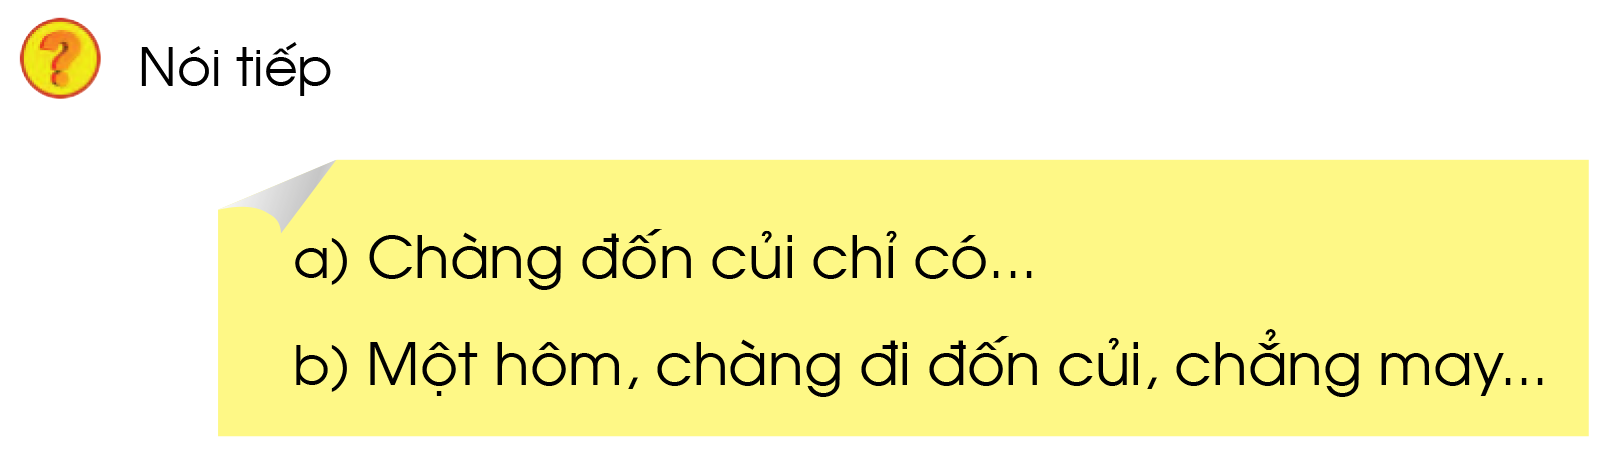 ?
Nói tiếp
a) Chàng đốn củi chỉ có...
b) Một hôm, chàng đi đốn củi, chẳng may...